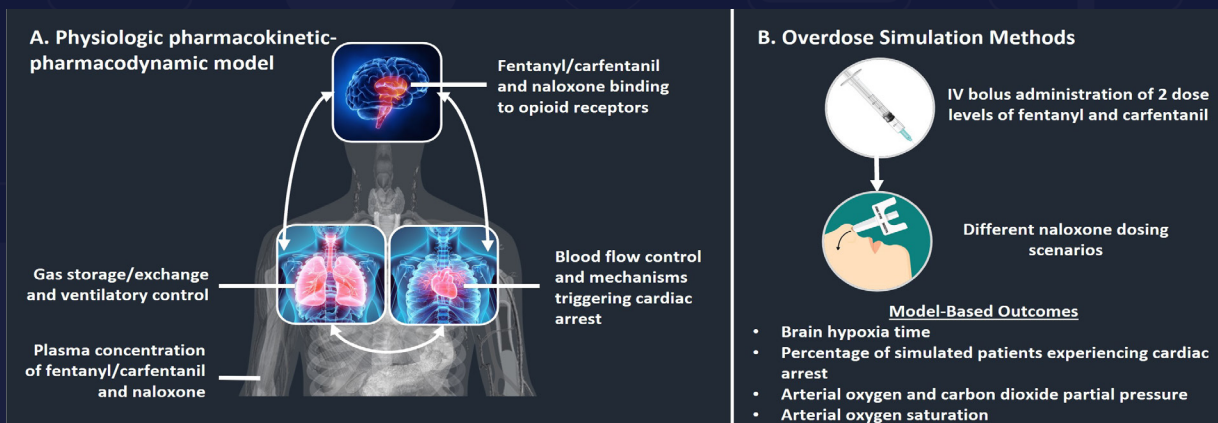 A. Physiologic pharmacokinetic-
pharmacodynamic model
Fentanyl/carfentanil
and naloxone binding
to opioid receptors
Gas storage/exchange
and ventilatory control
Blood flow control
and mechanisms
triggering cardiac
arrest
Plasma concentration
of fentanyl/carfentanil
and naloxone
B. Overdose Simulation Methods
IV bolus administration of 2 dose
levels of fentanyl and carfentanil
Different naloxone dosing
scenarios
Model-Based Outcomes
• Brain hypoxia time
• Percentage of simulated patients experiencing cardiac
arrest
• Arterial oxygen and carbon dioxide partial pressure
• Arterial oxygen saturation